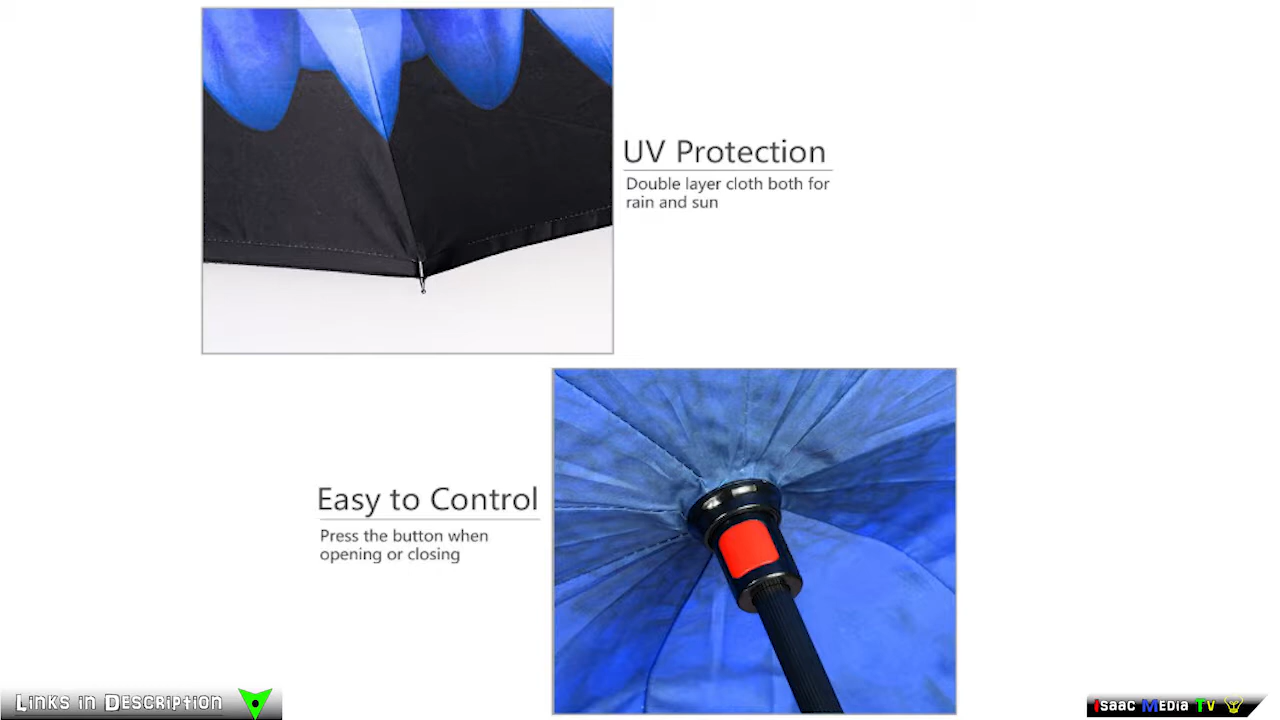 UV Protection
Double layer cloth both for
rain and sun
Easy to Control
Press the button when
opening or closing
Links in Description
Isaac Media Tv